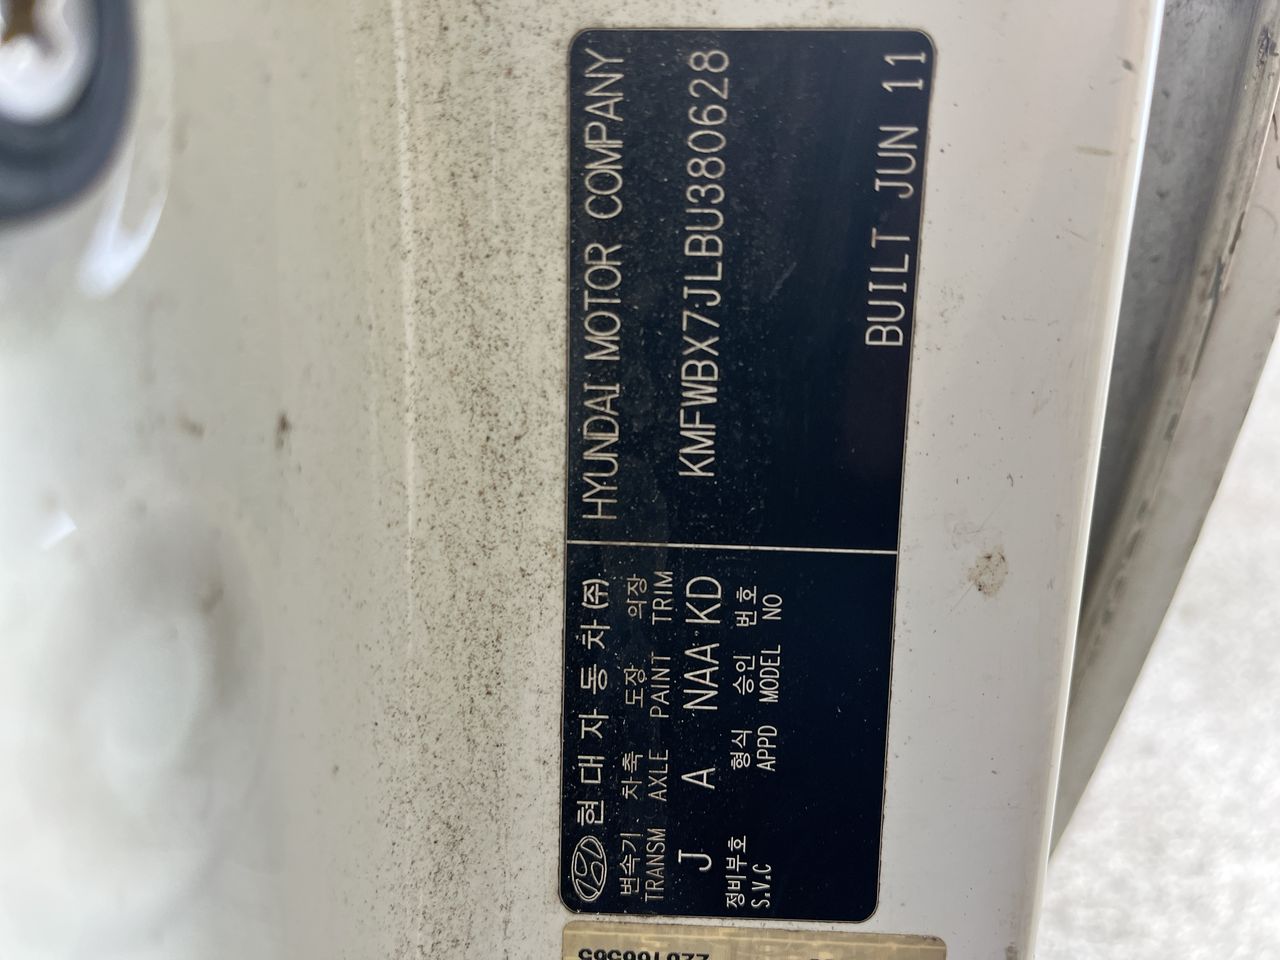 현 대 자 동 차 (주)
변속기 차축 도장 의장
TRANSM AXLE PAINT TRIM
J A NAA KD
정비부호 형식 승인 번호
S.V.C APPD MODEL NO
HYUNDAI MOTOR COMPANY
KMFWBX7JLBU380628
BUILT JUN 11